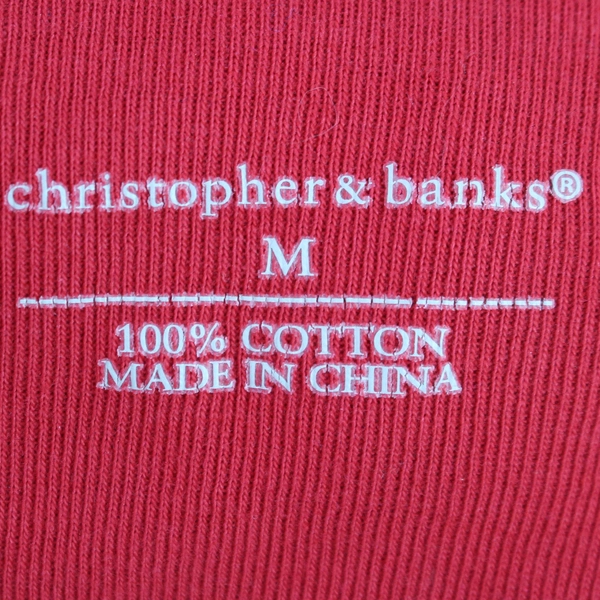 christopher & banks®
M
100% COTTON
MADE IN CHINA